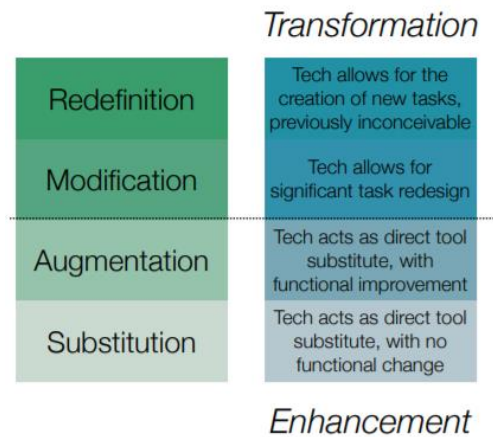 Transformation
Redefinition
Tech allows for the
creation of new tasks,
previously inconceivable
Modification
Tech allows for
significant task redesign
Augmentation
Tech acts as direct tool
substitute, with
functional improvement
Substitution
Tech acts as direct tool
substitute, with no
functional change
Enhancement